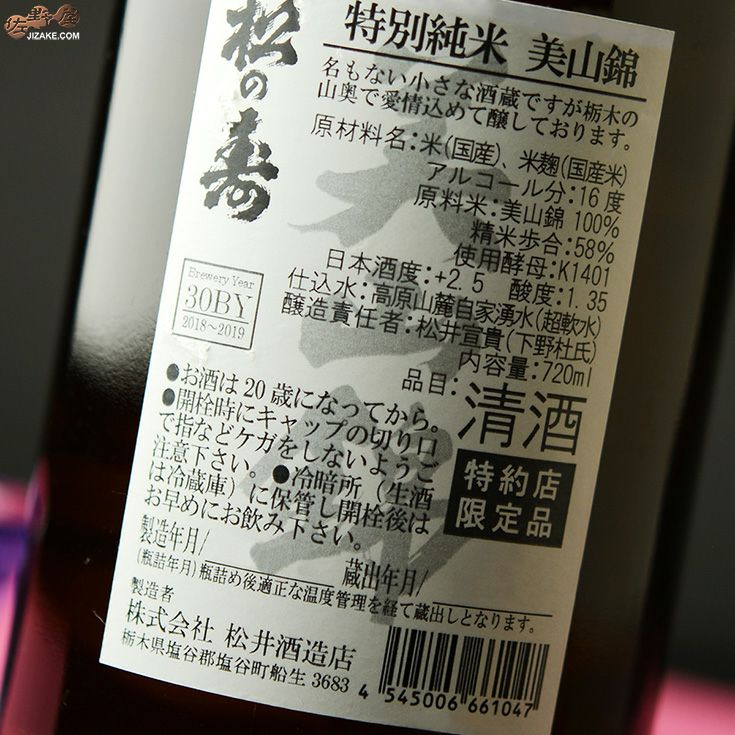 佐野屋
JIZAKE.COM
松の寿
特別純米 美山錦
名もない小さな酒蔵ですが栃木の
山奥で愛情込めて醸しております。
原材料名:米(国産)、米麹(国産米)
アルコール分:16度
原料米:美山錦 100%
精米歩合:58%
使用酵母:K1401
日本酒度:+2.5 酸度:1.35
仕込水:高原山麓自家湧水(超軟水)
醸造責任者:松井宣貴(下野杜氏)
内容量:720ml
品目:清酒
Brewery Year
30BY
2018～2019
●お酒は20歳になってから。
●開栓時にキャップの切り口
で指などケガをしないようご
注意下さい。●冷暗所(生酒
は冷蔵庫)に保管し開栓後は
お早めにお飲み下さい。
特約店
限定品
製造年月/ 蔵出年月/
(瓶詰年月)瓶詰め後適正な温度管理を経て蔵出しとなります。
製造者
株式会社 松井酒造店
栃木県塩谷郡塩谷町船生3683
4 545006 661047